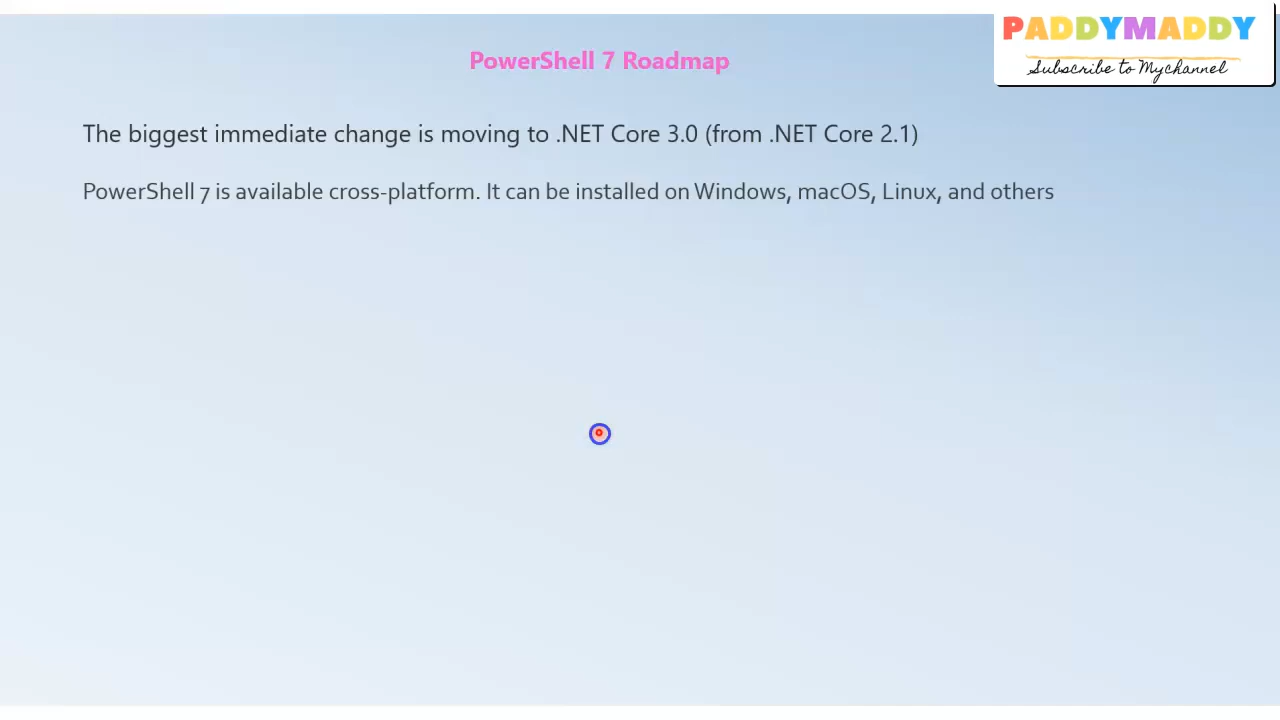 PADDYMADDY
Subscribe to Mychannel
PowerShell 7 Roadmap
The biggest immediate change is moving to .NET Core 3.0 (from .NET Core 2.1)
PowerShell 7 is available cross-platform. It can be installed on Windows, macOS, Linux, and others